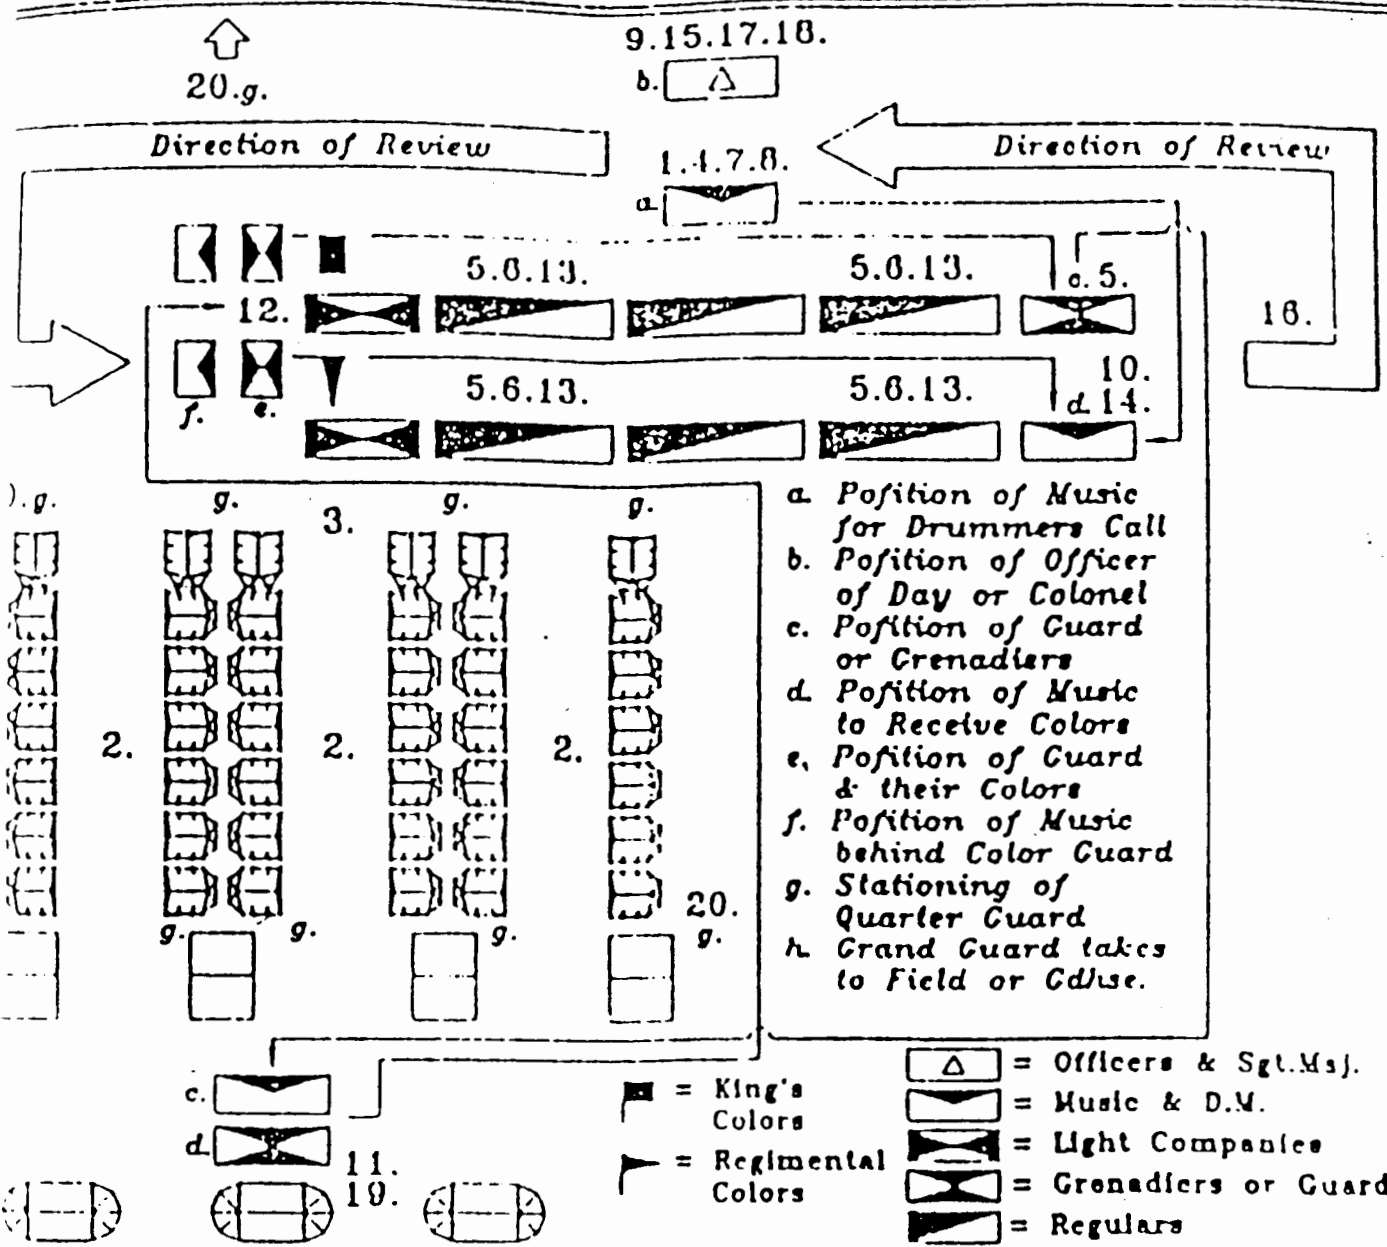 9.15.17.18.
b.
20.g.
Direction of Review
Direction of Review
1.4.7.8.
a.
5.6.13.
5.6.13.
c.5.
12.
16.
5.6.13.
5.6.13.
10.
d.14.
f.
e.
).g.
g.
3.
g.
g.
a. Pofition of Music
for Drummers Call
b. Pofition of Officer
of Day or Colonel
c. Pofition of Guard
or Grenadiers
d. Pofition of Music
to Receive Colors
e. Pofition of Guard
& their Colors
f. Pofition of Music
behind Color Guard
g. Stationing of
Quarter Guard
h. Grand Guard takes
to Field or Gdhse.
2.
2.
2.
20.
g.
g.
g.
g.
c.
d.
11.
19.
= King's
Colors
= Regimental
Colors
= Officers & Sgt.Maj.
= Music & D.M.
= Light Companies
= Grenadiers or Guard
= Regulars